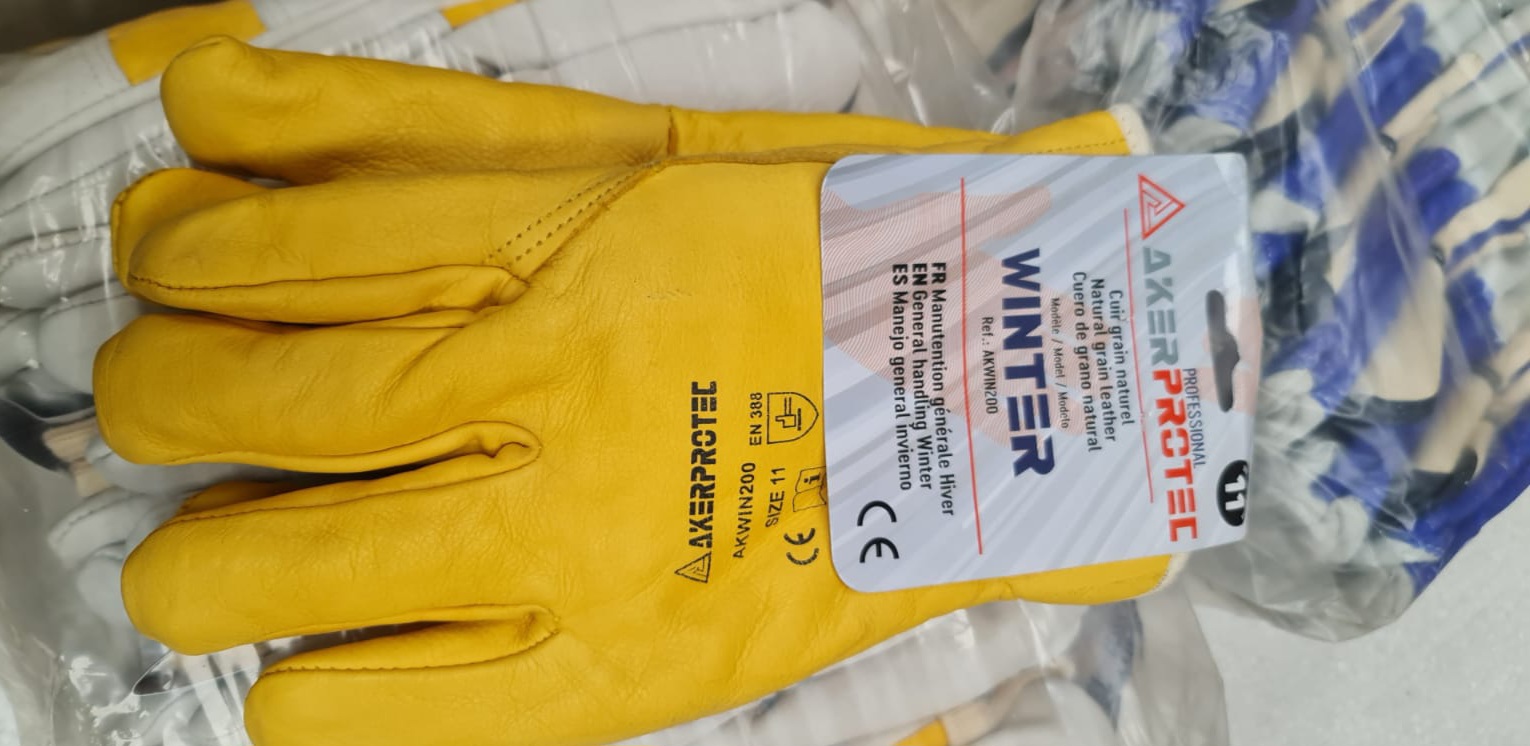 11
PROFESSIONAL
AKERPROTEC
Cuir grain naturel
Natural grain leather
Cuero de grano natural
Modèle / Model / Modelo
WINTER
Ref.: AKWIN200
FR Manutention générale Hiver
EN General handling Winter
ES Manejo general invierno
CE
AKERPROTEC
AKWIN200 EN 388
SIZE 11
CE i